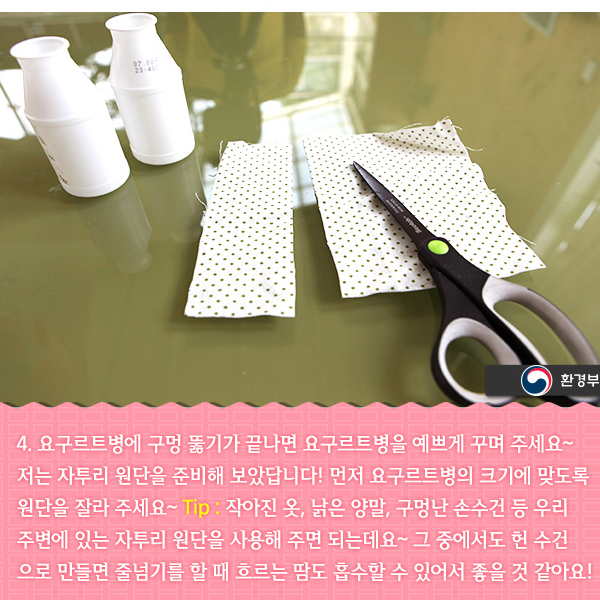 환경부
4. 요구르트병에 구멍 뚫기가 끝나면 요구르트병을 예쁘게 꾸며 주세요~
저는 자투리 원단을 준비해 보았답니다! 먼저 요구르트병의 크기에 맞도록
원단을 잘라 주세요~ Tip : 작아진 옷, 낡은 양말, 구멍난 손수건 등 우리
주변에 있는 자투리 원단을 사용해 주면 되는데요~ 그 중에서도 헌 수건
으로 만들면 줄넘기를 할 때 흐르는 땀도 흡수할 수 있어서 좋을 것 같아요!